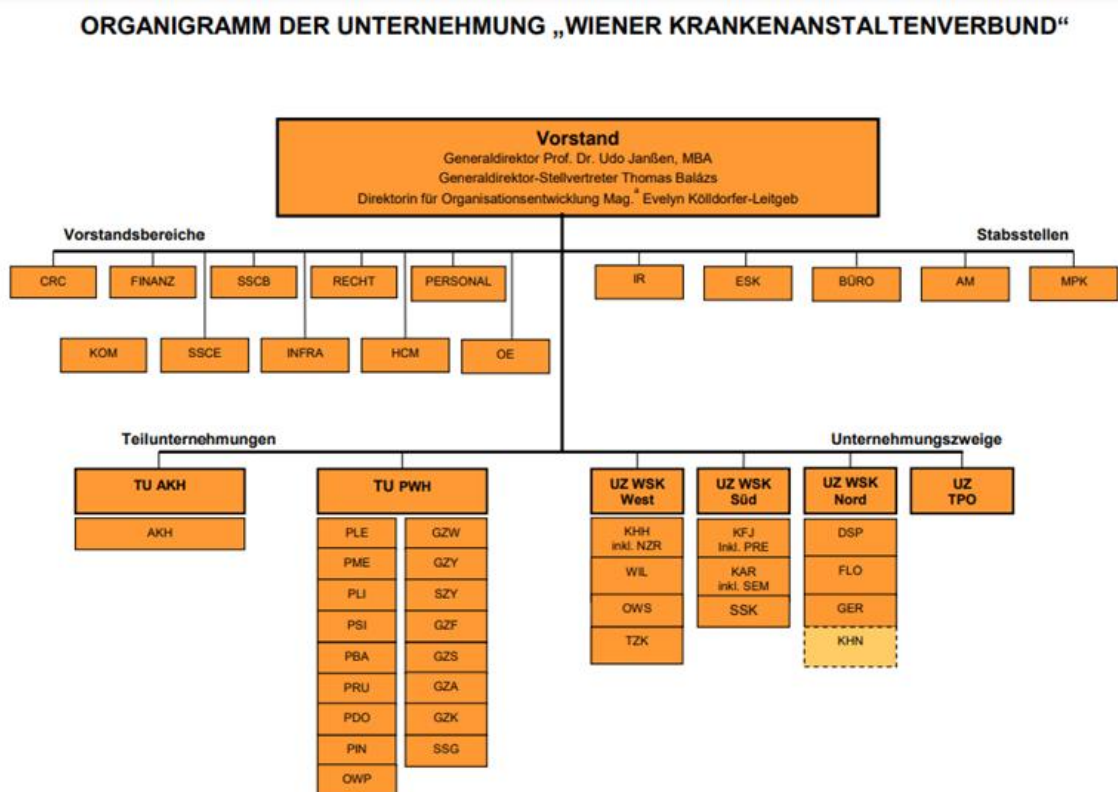 ORGANIGRAMM DER UNTERNEHMUNG „WIENER KRANKENANSTALTENVERBUND“
Vorstand
Generaldirektor Prof. Dr. Udo Janßen, MBA
Generaldirektor-Stellvertreter Thomas Balázs
Direktorin für Organisationsentwicklung Mag.ª Evelyn Kölldorfer-Leitgeb
Vorstandsbereiche
Stabsstellen
CRC
FINANZ
SSCB
RECHT
PERSONAL
IR
ESK
BÜRO
AM
MPK
KOM
SSCE
INFRA
HCM
OE
Teilunternehmungen
Unternehmungszweige
TU AKH
AKH
TU PWH
PLE
PME
PLI
PSI
PBA
PRU
PDO
PIN
OWP
GZW
GZY
SZY
GZF
GZS
GZA
GZK
SSG
UZ WSK
West
KHH
inkl. NZR
WIL
OWS
TZK
UZ WSK
Süd
KFJ
Inkl. PRE
KAR
inkl. SEM
SSK
UZ WSK
Nord
DSP
FLO
GER
KHN
UZ
TPO